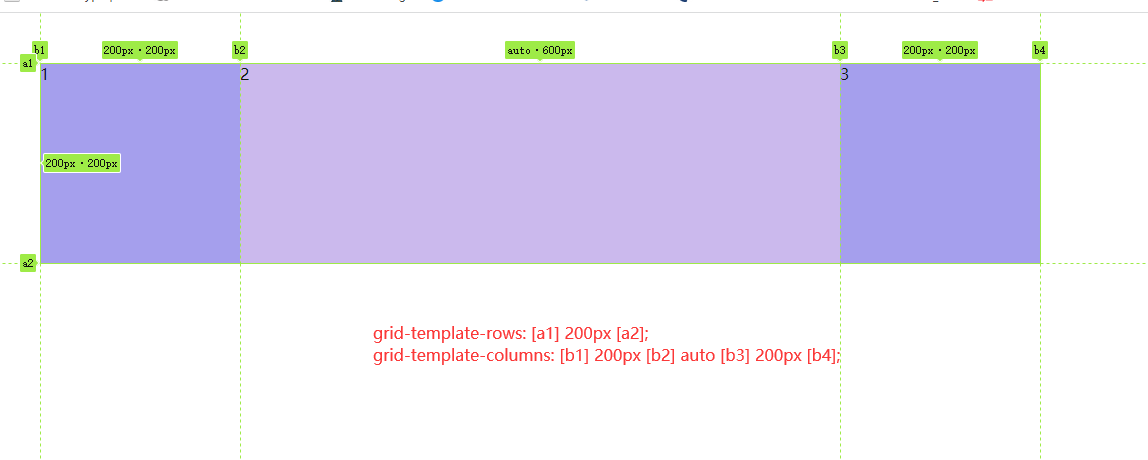 b1 200px · 200px b2 auto · 600px b3 200px · 200px b4
a1
1 2 3
200px · 200px
a2
grid-template-rows: [a1] 200px [a2];
grid-template-columns: [b1] 200px [b2] auto [b3] 200px [b4];